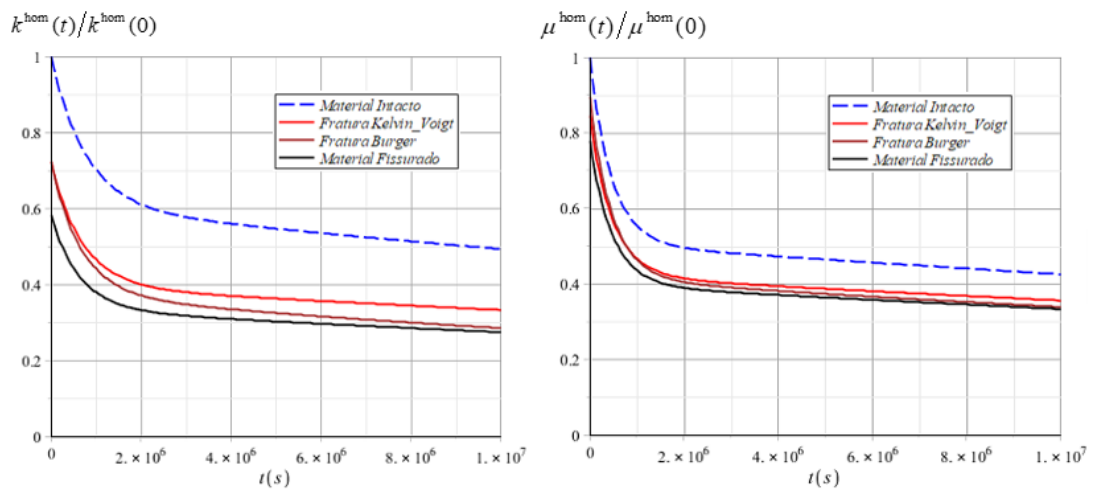 k^hom(t)/k^hom(0)
1
0.8
0.6
0.4
0.2
0
Material Intacto
Fratura Kelvin_Voigt
Fratura Burger
Material Fissurado
0 2. × 10^6 4. × 10^6 6. × 10^6 8. × 10^6 1. × 10^7
t(s)
μ^hom(t)/μ^hom(0)
1
0.8
0.6
0.4
0.2
0
Material Intacto
Fratura Kelvin_Voigt
Fratura Burger
Material Fissurado
0 2. × 10^6 4. × 10^6 6. × 10^6 8. × 10^6 1. × 10^7
t(s)